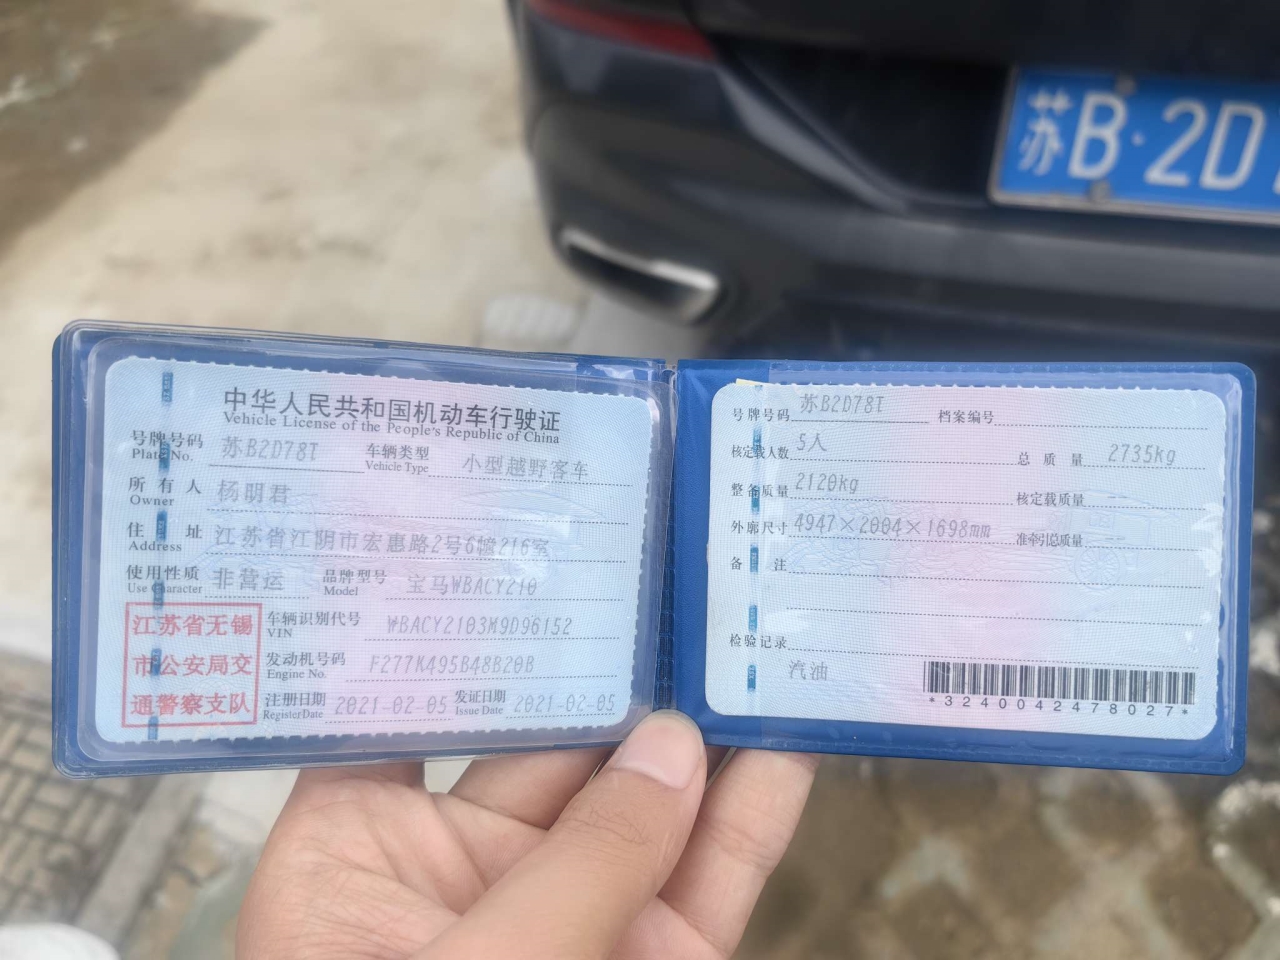 苏B·2D
中华人民共和国机动车行驶证
Vehicle License of the People's Republic of China
号牌号码 苏B2D78T 车辆类型 小型越野客车
Plate No. Vehicle Type
所有人 杨明君
Owner
住址 江苏省江阴市宏惠路2号6幢216室
Address
使用性质 非营运 品牌型号 宝马WBACY210
Use Character Model
江苏省无锡
市公安局交
通警察支队
车辆识别代号 WBACY2103M9D96152
VIN
发动机号码 F277K495B48B20B
Engine No.
注册日期 2021-02-05 发证日期 2021-02-05
Register Date Issue Date
号牌号码 苏B2D78T 档案编号
核定载人数 5人 总质量 2735kg
整备质量 2120kg 核定载质量 --
外廓尺寸 4947×2004×1698mm 准牵引总质量 --
备注
检验记录
汽油
*3240042478027*